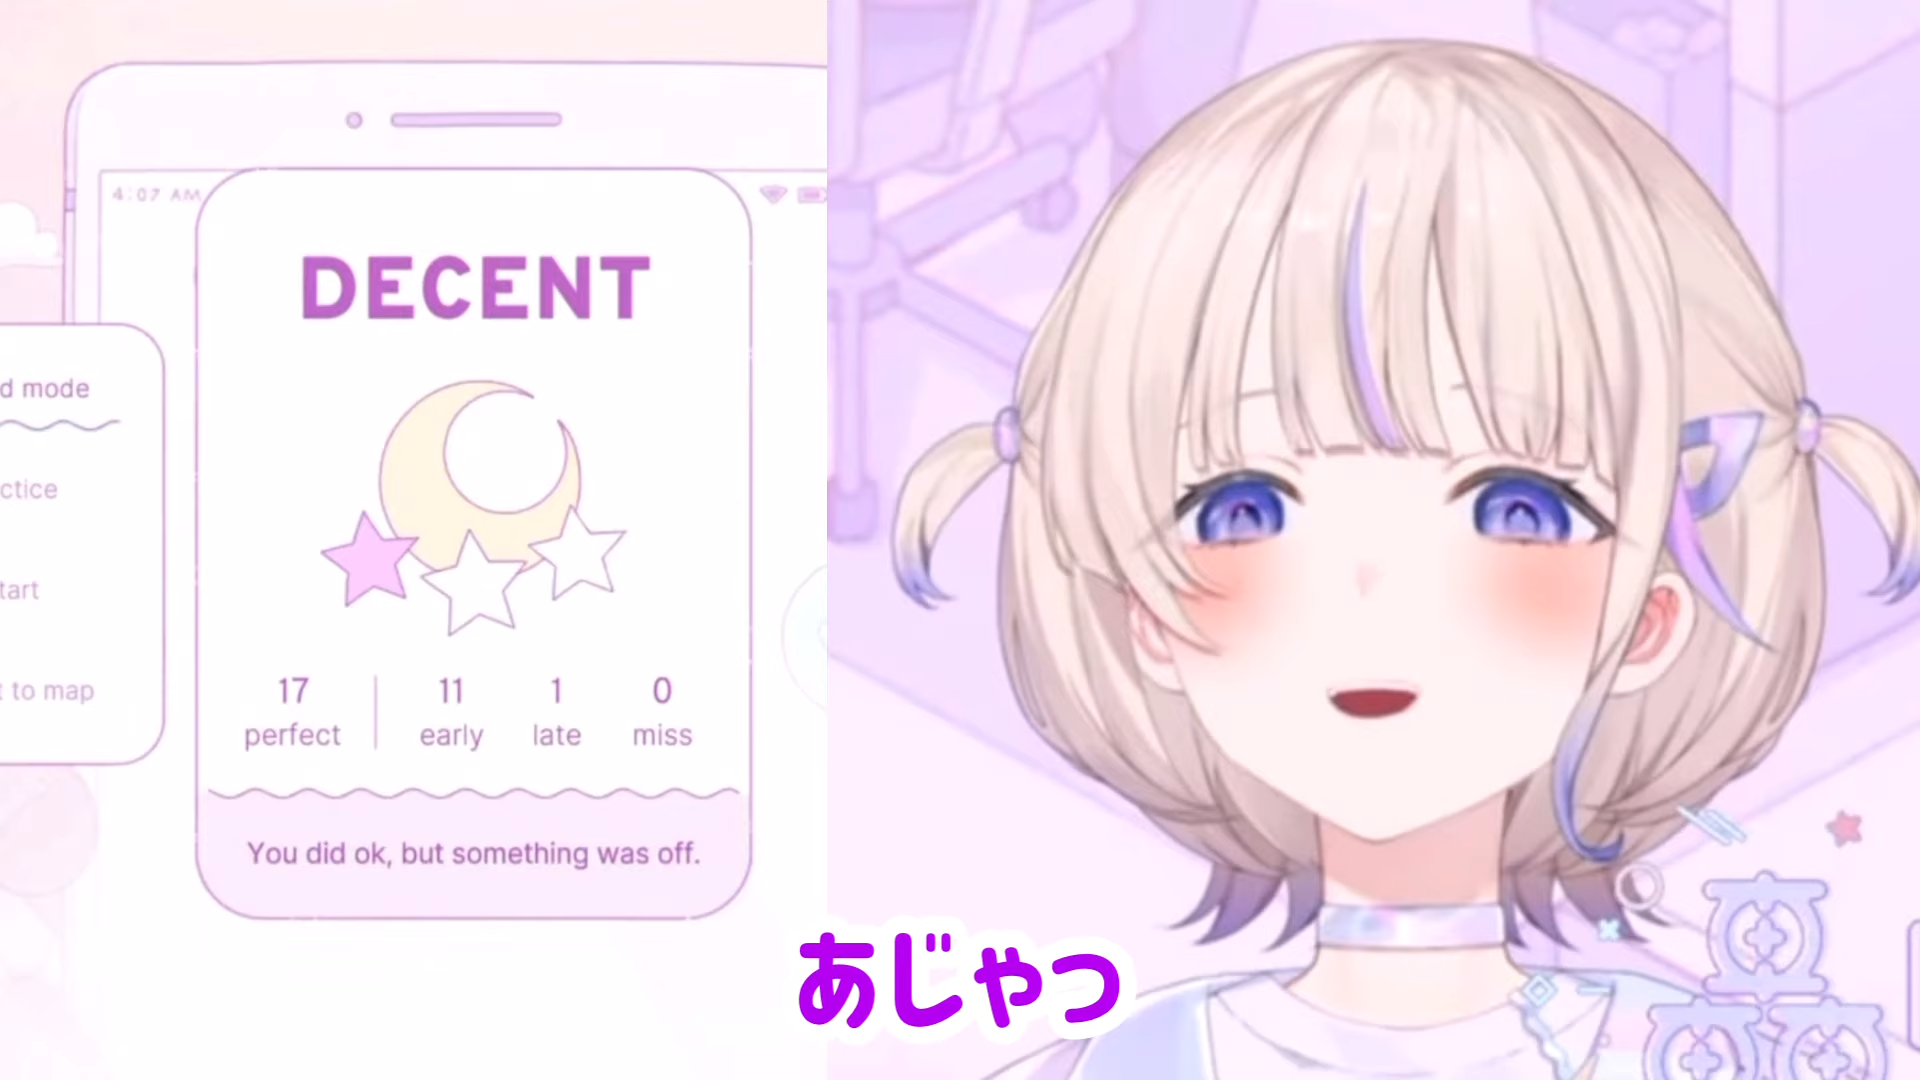 4:07 AM
DECENT
d mode
ctice
tart
t to map
17
perfect
11
early
1
late
0
miss
You did ok, but something was off.
あじゃっ